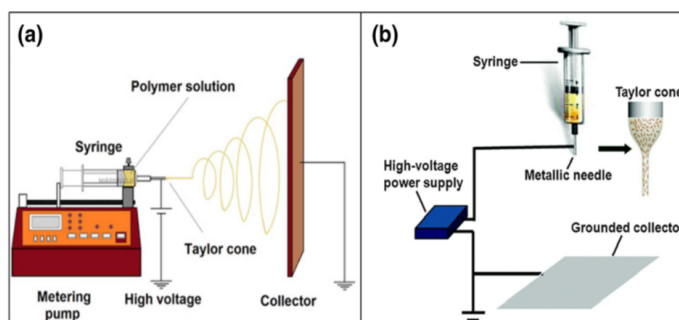 (a)
Polymer solution
Syringe
Taylor cone
Metering
pump
High voltage
Collector
(b)
Syringe
Taylor cone
High-voltage
power supply
Metallic needle
Grounded collector